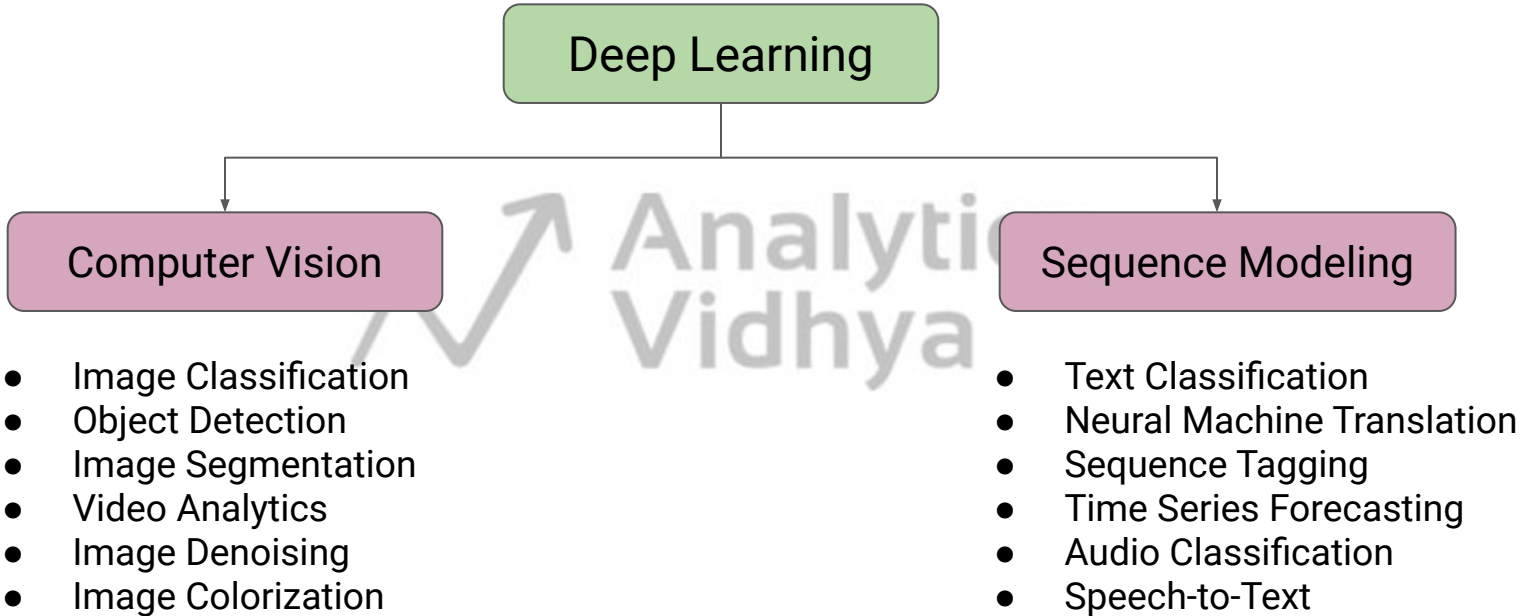 Deep Learning
Computer Vision
Sequence Modeling
Analytic
Vidhya
● Image Classification
● Object Detection
● Image Segmentation
● Video Analytics
● Image Denoising
● Image Colorization
● Text Classification
● Neural Machine Translation
● Sequence Tagging
● Time Series Forecasting
● Audio Classification
● Speech-to-Text